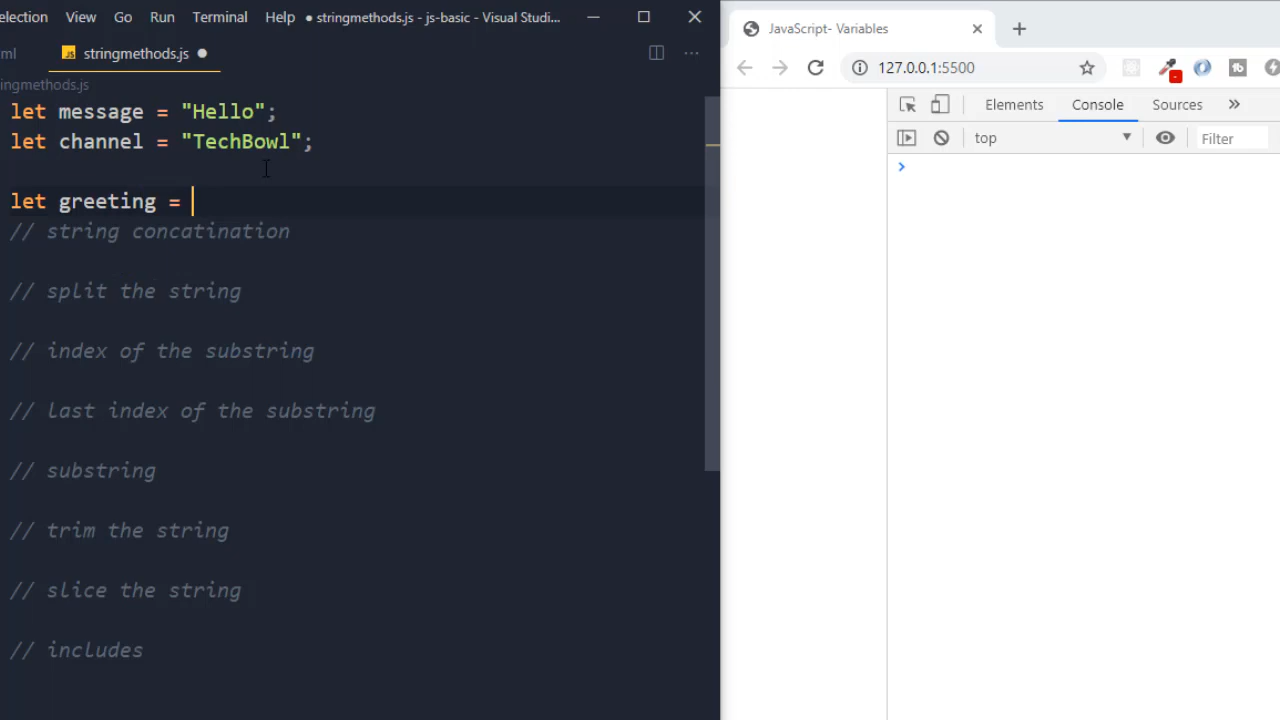 election View Go Run Terminal Help ● stringmethods.js - js-basic - Visual Studi...
ml JS stringmethods.js ●
ingmethods.js
let message = "Hello";
let channel = "TechBowl";
let greeting =
// string concatination
// split the string
// index of the substring
// last index of the substring
// substring
// trim the string
// slice the string
// includes
JavaScript- Variables
127.0.0.1:5500
Elements Console Sources
top Filter